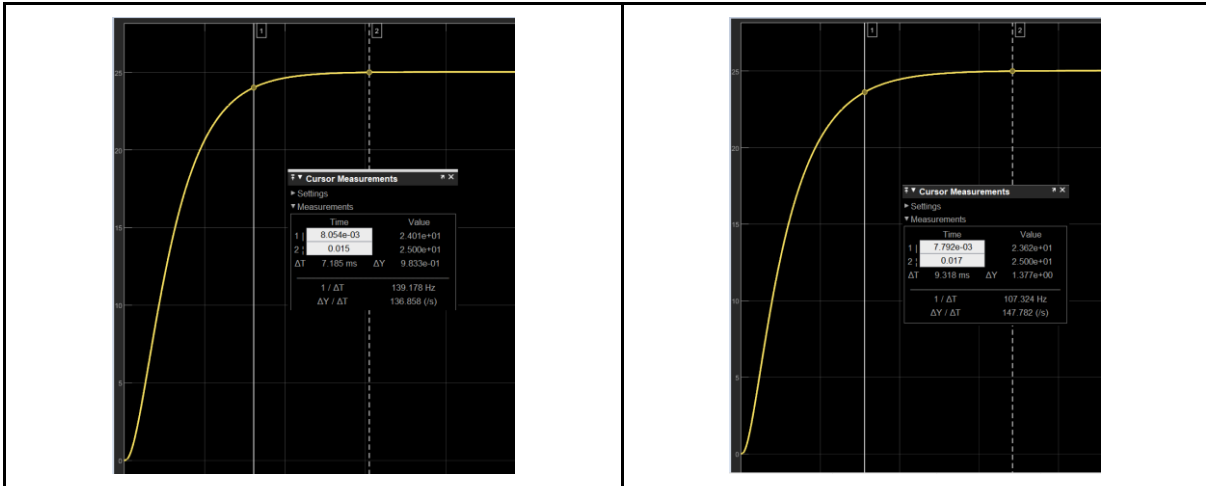 1
2
25
20
15
10
5
0
Cursor Measurements
Settings
Measurements
Time Value
1 | 8.054e-03 2.401e+01
2 ¦ 0.015 2.500e+01
ΔT 7.185 ms ΔY 9.833e-01
1 / ΔT 139.178 Hz
ΔY / ΔT 136.858 (/s)
1
2
25
20
15
10
5
0
Cursor Measurements
Settings
Measurements
Time Value
1 | 7.792e-03 2.362e+01
2 ¦ 0.017 2.500e+01
ΔT 9.318 ms ΔY 1.377e+00
1 / ΔT 107.324 Hz
ΔY / ΔT 147.782 (/s)